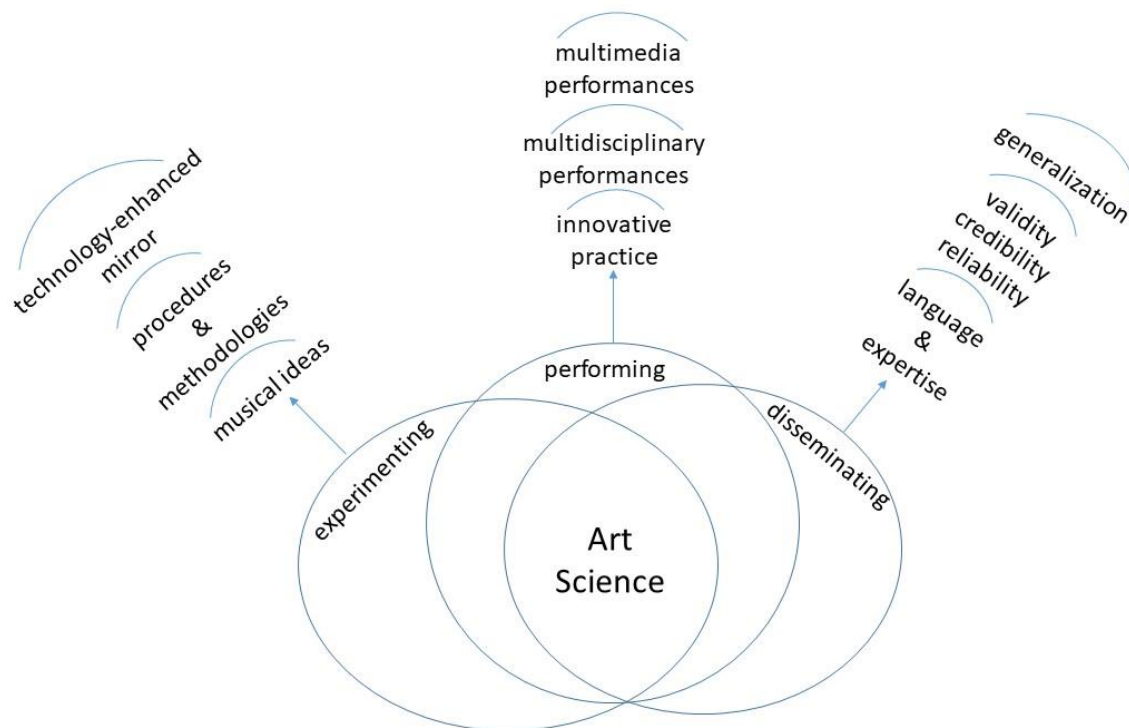 technology-enhanced
mirror
procedures
&
methodologies
musical ideas
experimenting
multimedia
performances
multidisciplinary
performances
innovative
practice
performing
generalization
validity
credibility
reliability
language
&
expertise
disseminating
Art
Science